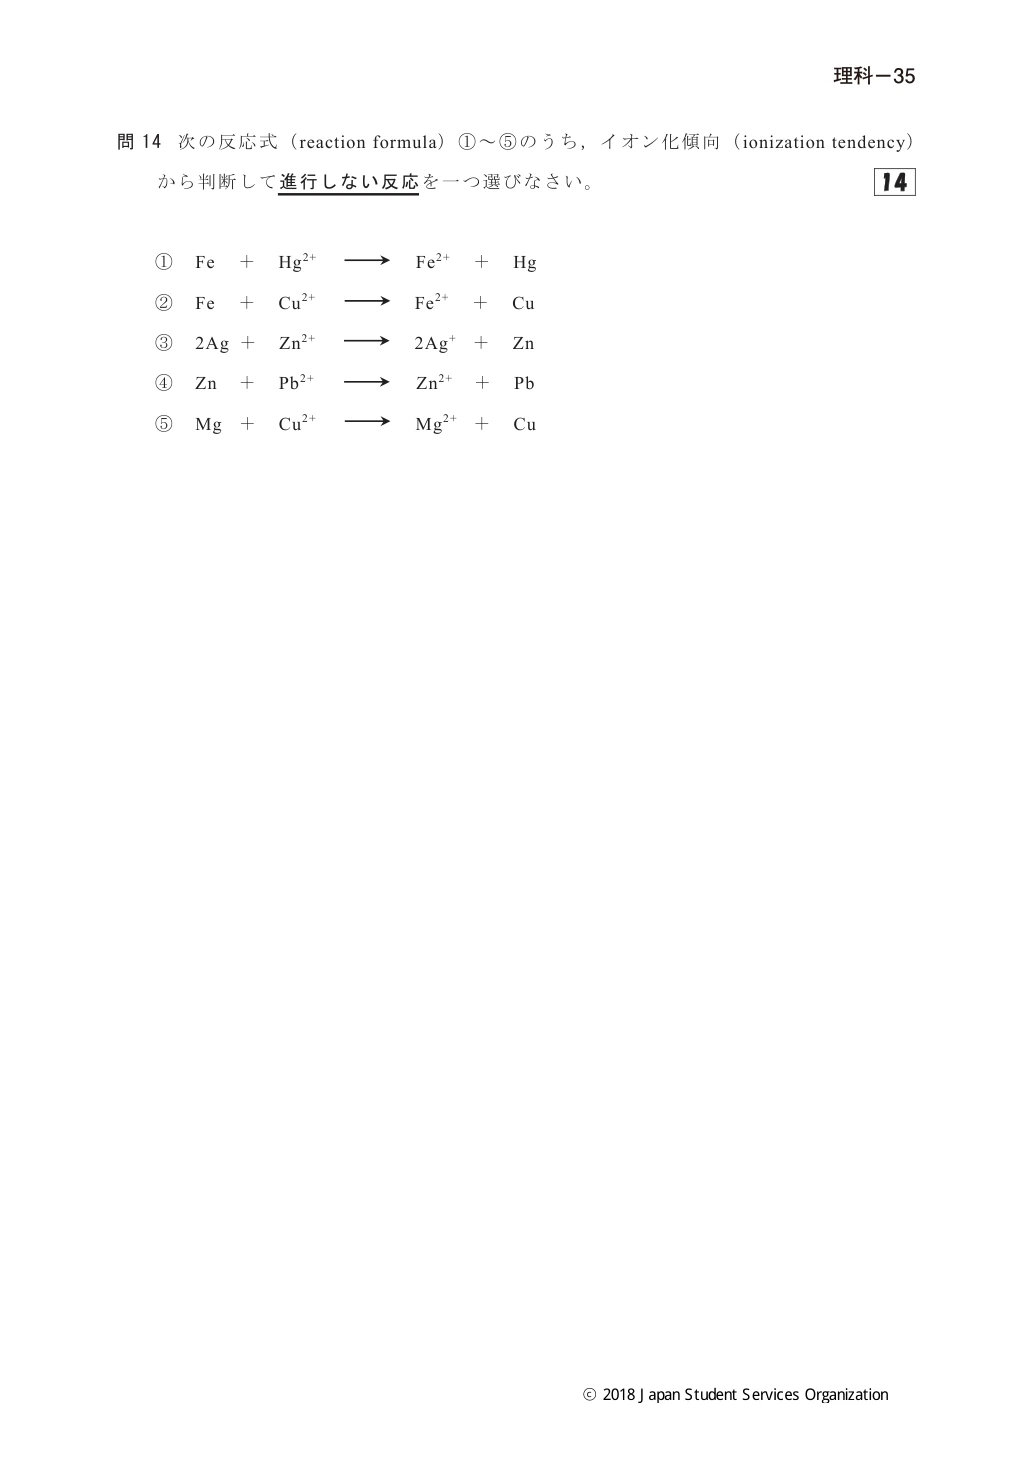 理科－35
問 14 次の反応式（reaction formula）①～⑤のうち，イオン化傾向（ionization tendency）
から判断して進行しない反応を一つ選びなさい。 14
① Fe ＋ Hg²⁺ ⟶ Fe²⁺ ＋ Hg
② Fe ＋ Cu²⁺ ⟶ Fe²⁺ ＋ Cu
③ 2Ag ＋ Zn²⁺ ⟶ 2Ag⁺ ＋ Zn
④ Zn ＋ Pb²⁺ ⟶ Zn²⁺ ＋ Pb
⑤ Mg ＋ Cu²⁺ ⟶ Mg²⁺ ＋ Cu
© 2018 Japan Student Services Organization